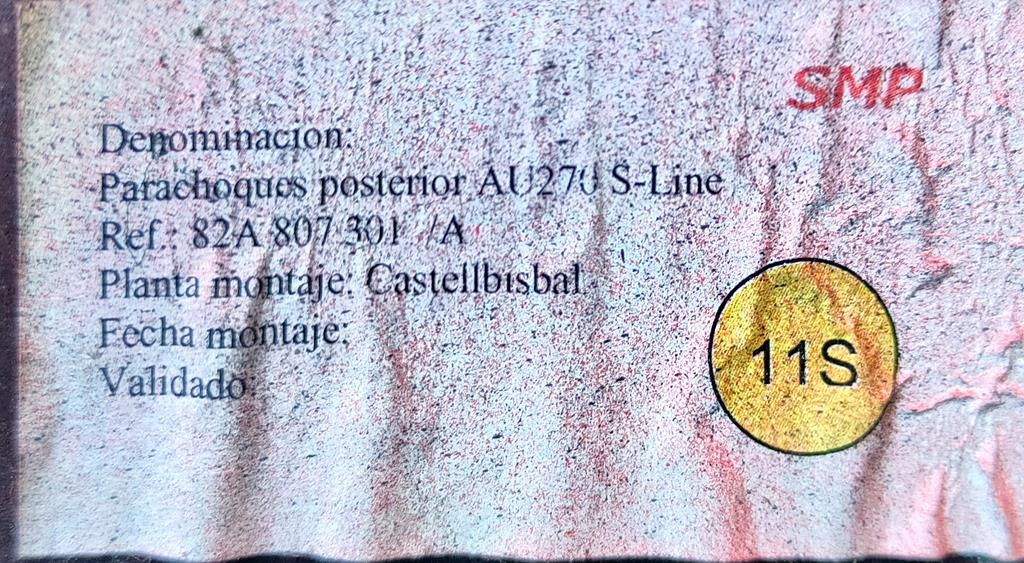 SMP
Denominacion:
Parachoques posterior AU270 S-Line
Ref.: 82A 807 301 /A
Planta montaje: Castellbisbal
Fecha montaje:
Validado:
11S